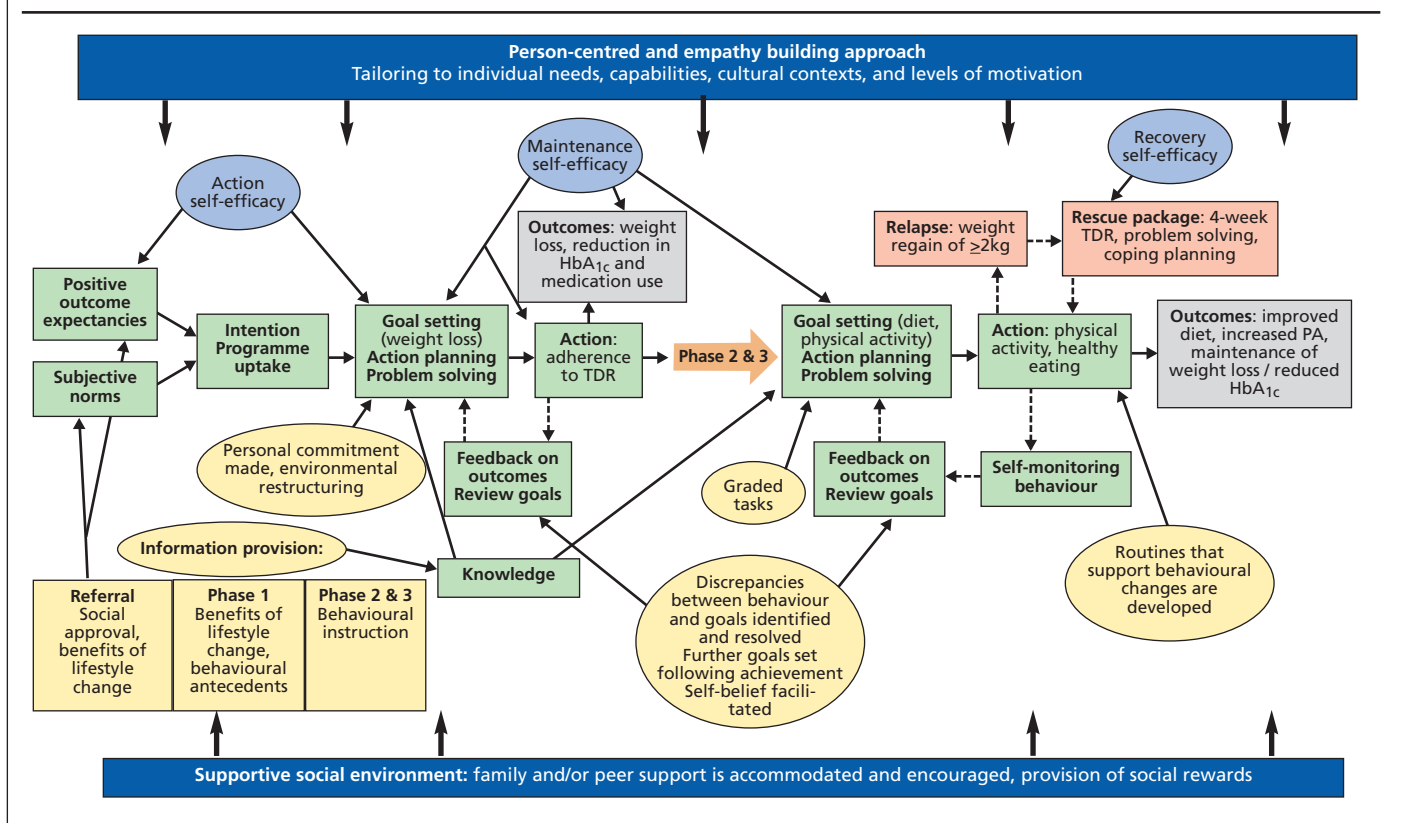 Person-centred and empathy building approach
Tailoring to individual needs, capabilities, cultural contexts, and levels of motivation
Action
self-efficacy
Maintenance
self-efficacy
Recovery
self-efficacy
Positive
outcome
expectancies
Subjective
norms
Intention
Programme
uptake
Goal setting
(weight loss)
Action planning
Problem solving
Outcomes: weight
loss, reduction in
HbA1c and
medication use
Action:
adherence
to TDR
Phase 2 & 3
Goal setting (diet,
physical activity)
Action planning
Problem solving
Relapse: weight
regain of ≥2kg
Rescue package: 4-week
TDR, problem solving,
coping planning
Action: physical
activity, healthy
eating
Outcomes: improved
diet, increased PA,
maintenance of
weight loss / reduced
HbA1c
Personal commitment
made, environmental
restructuring
Feedback on
outcomes
Review goals
Graded
tasks
Feedback on
outcomes
Review goals
Self-monitoring
behaviour
Information provision:
Knowledge
Referral
Social
approval,
benefits of
lifestyle
change
Phase 1
Benefits of
lifestyle
change,
behavioural
antecedents
Phase 2 & 3
Behavioural
instruction
Discrepancies
between behaviour
and goals identified
and resolved
Further goals set
following achievement
Self-belief facili-
tated
Routines that
support behavioural
changes are
developed
Supportive social environment: family and/or peer support is accommodated and encouraged, provision of social rewards